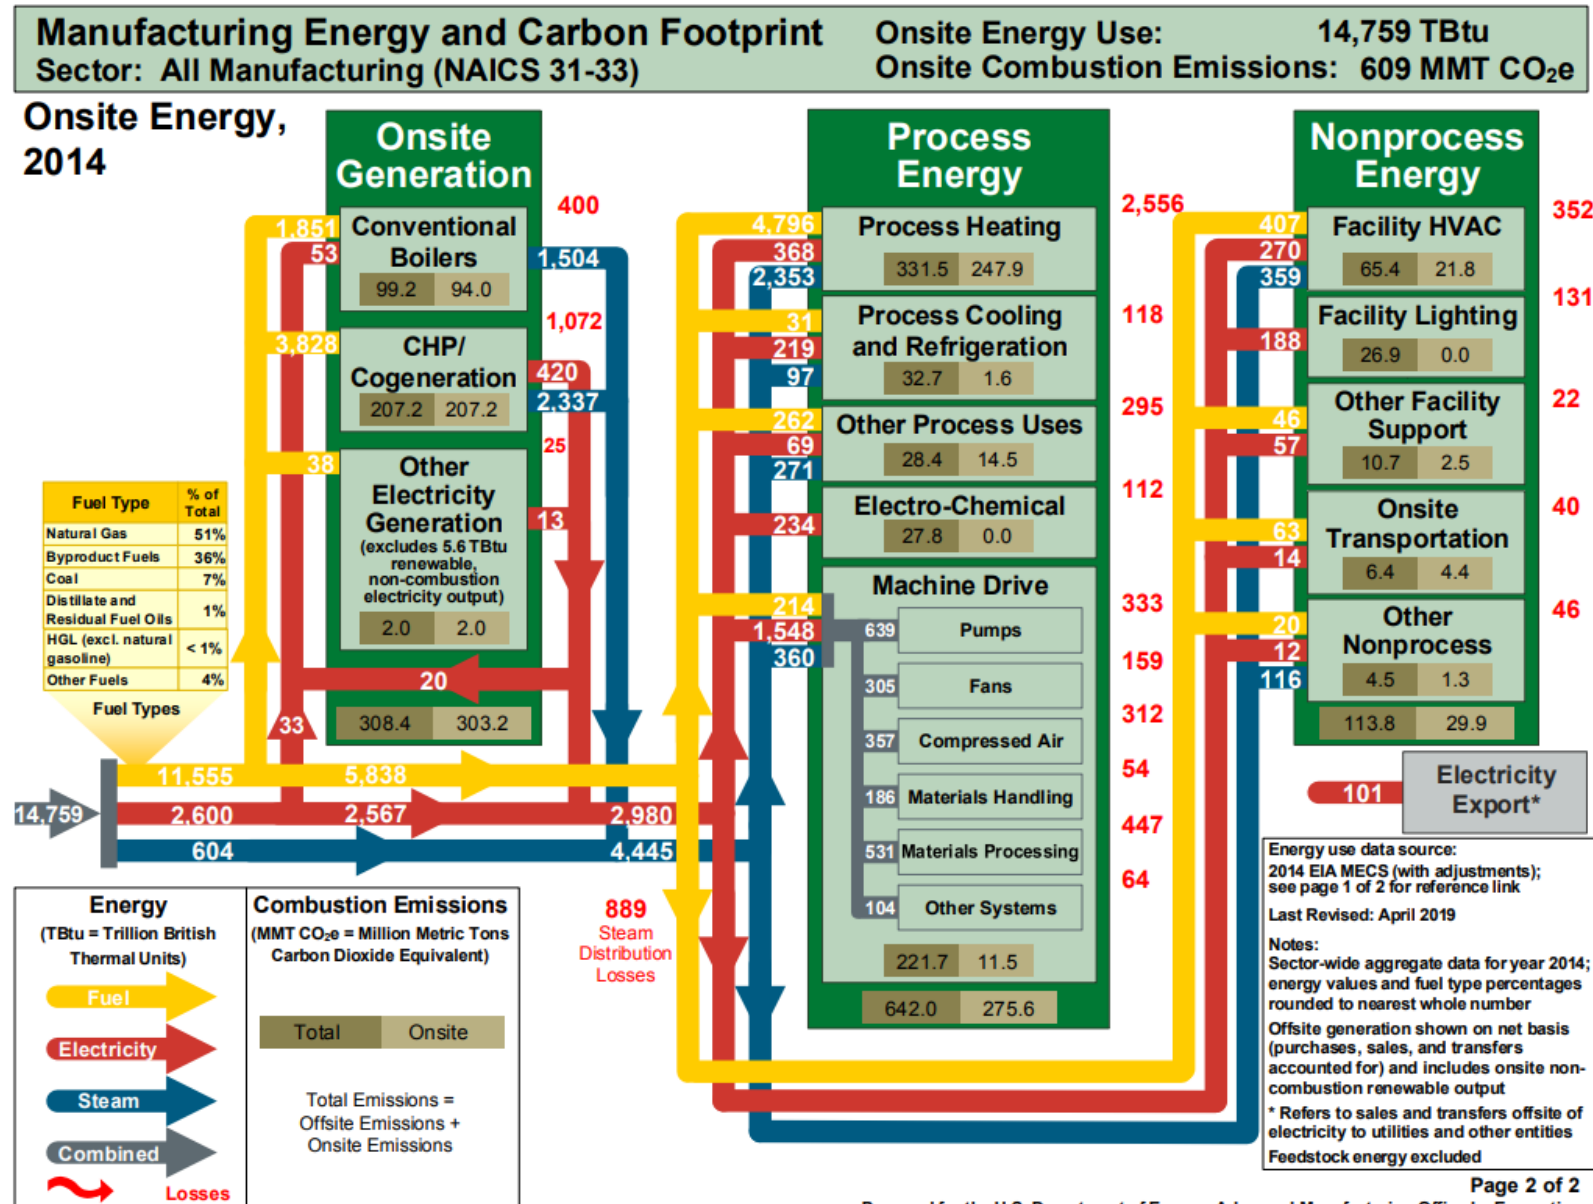 Manufacturing Energy and Carbon Footprint
Sector: All Manufacturing (NAICS 31-33)
Onsite Energy Use: 14,759 TBtu
Onsite Combustion Emissions: 609 MMT CO₂e
Onsite Energy,
2014
Onsite
Generation
400
1,851
53
Conventional
Boilers
99.2 94.0
1,504
1,072
3,828
CHP/
Cogeneration
207.2 207.2
420
2,337
25
38
Other
Electricity
Generation
(excludes 5.6 TBtu
renewable,
non-combustion
electricity output)
2.0 2.0
13
20
33
308.4 303.2
Fuel Type % of Total
Natural Gas 51%
Byproduct Fuels 36%
Coal 7%
Distillate and
Residual Fuel Oils 1%
HGL (excl. natural
gasoline) < 1%
Other Fuels 4%
Fuel Types
14,759
11,555 5,838
2,600 2,567 2,980
604 4,445
889
Steam
Distribution
Losses
Process
Energy
2,556
4,796
368
2,353
Process Heating
331.5 247.9
118
31
219
97
Process Cooling
and Refrigeration
32.7 1.6
295
262
69
271
Other Process Uses
28.4 14.5
112
234
Electro-Chemical
27.8 0.0
Machine Drive
214
1,548
360
639 Pumps 333
305 Fans 159
357 Compressed Air 312
186 Materials Handling 54
531 Materials Processing 447
104 Other Systems 64
221.7 11.5
642.0 275.6
Nonprocess
Energy
352
407
270
359
Facility HVAC
65.4 21.8
131
188
Facility Lighting
26.9 0.0
22
46
57
Other Facility
Support
10.7 2.5
40
63
14
Onsite
Transportation
6.4 4.4
46
20
12
116
Other
Nonprocess
4.5 1.3
113.8 29.9
101
Electricity
Export*
Energy
(TBtu = Trillion British
Thermal Units)
Fuel
Electricity
Steam
Combined
Losses
Combustion Emissions
(MMT CO₂e = Million Metric Tons
Carbon Dioxide Equivalent)
Total Onsite
Total Emissions =
Offsite Emissions +
Onsite Emissions
Energy use data source:
2014 EIA MECS (with adjustments);
see page 1 of 2 for reference link
Last Revised: April 2019
Notes:
Sector-wide aggregate data for year 2014;
energy values and fuel type percentages
rounded to nearest whole number
Offsite generation shown on net basis
(purchases, sales, and transfers
accounted for) and includes onsite non-
combustion renewable output
* Refers to sales and transfers offsite of
electricity to utilities and other entities
Feedstock energy excluded
Page 2 of 2